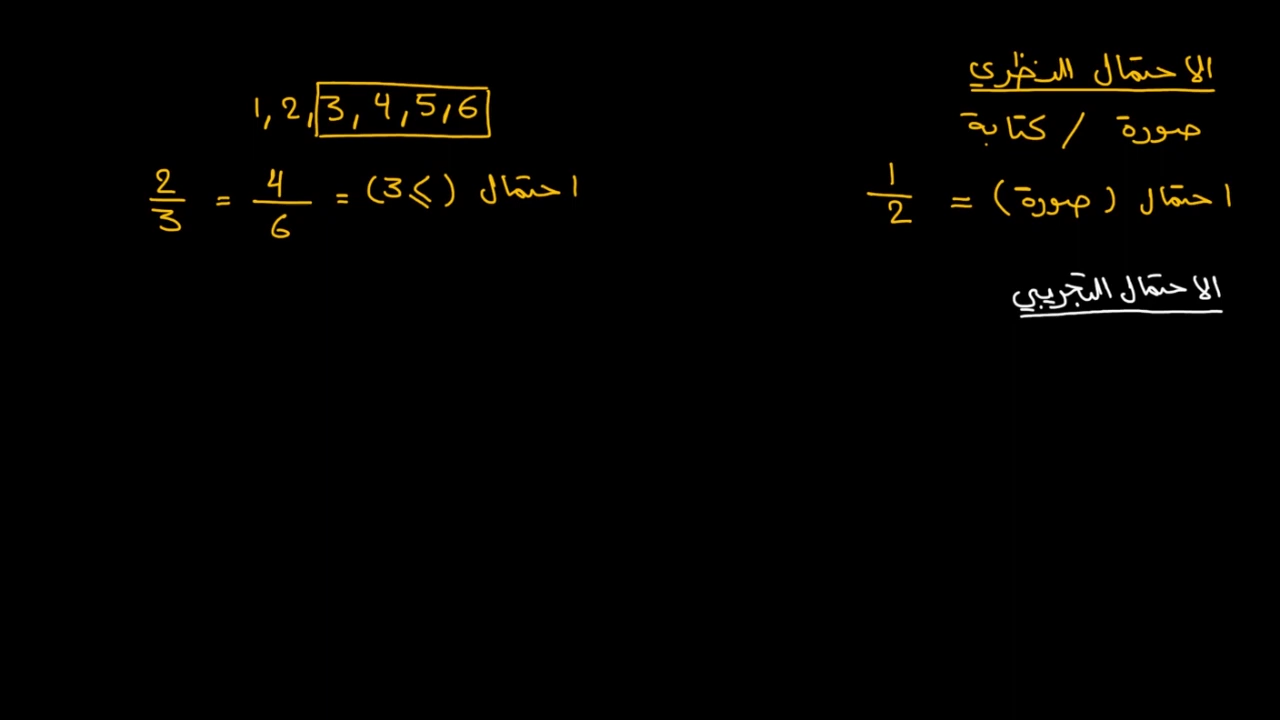 الاحتمال النظري
صورة / كتابة
احتمال (صورة) = 1/2
1, 2, 3, 4, 5, 6
احتمال (3⩽) = 4/6 = 2/3
الاحتمال التجريبي